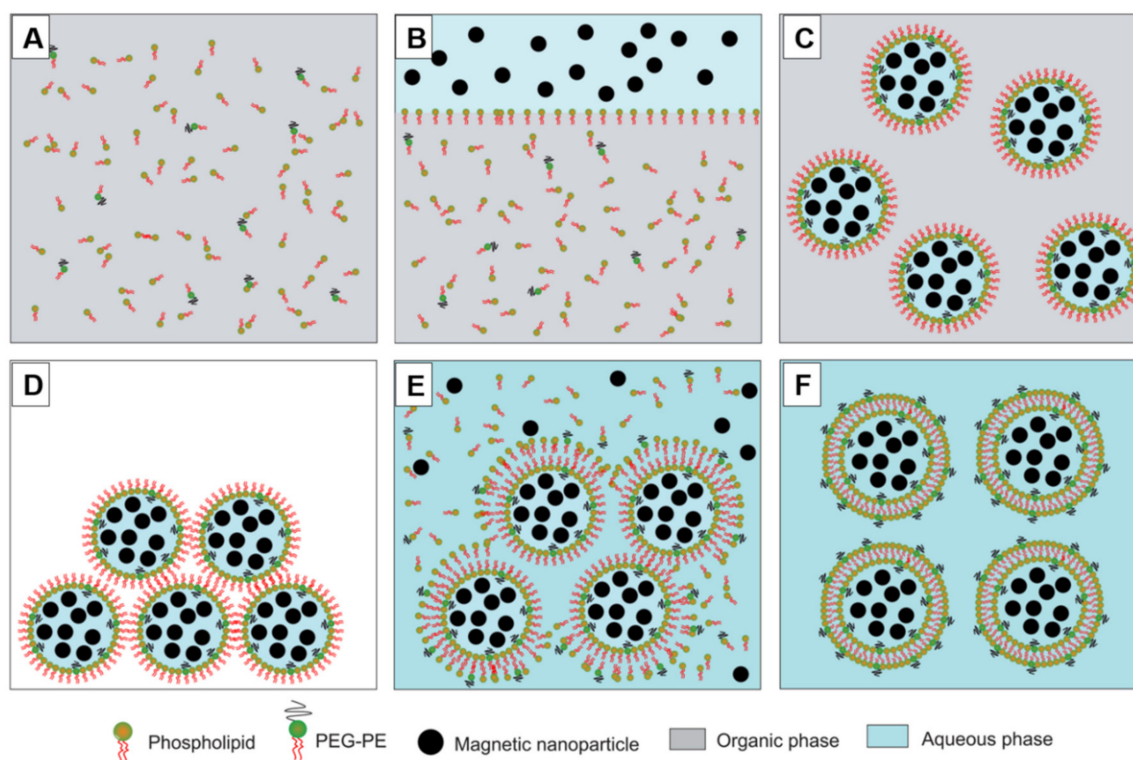 A
B
C
D
E
F
Phospholipid
PEG-PE
Magnetic nanoparticle
Organic phase
Aqueous phase